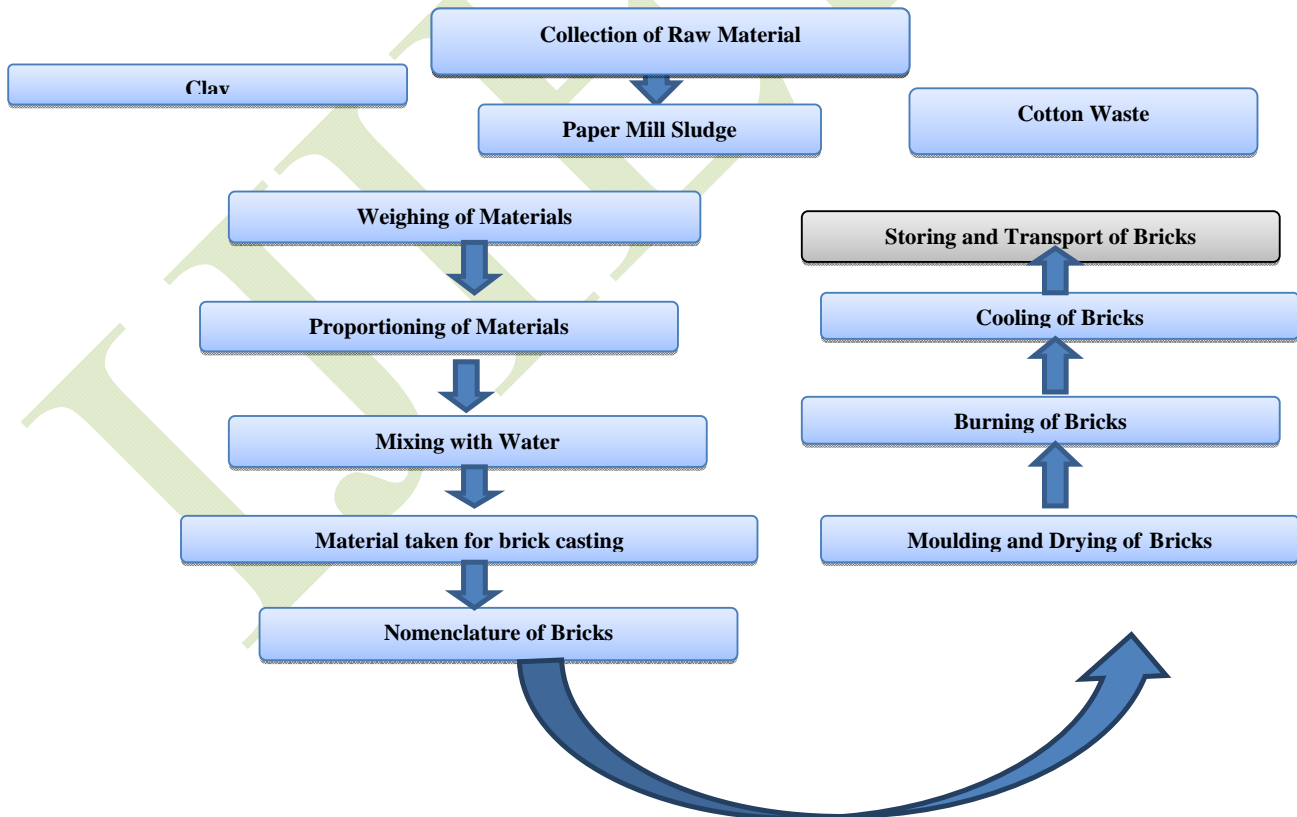 Collection of Raw Material
Clay
Paper Mill Sludge
Cotton Waste
Weighing of Materials
Proportioning of Materials
Mixing with Water
Material taken for brick casting
Nomenclature of Bricks
Moulding and Drying of Bricks
Burning of Bricks
Cooling of Bricks
Storing and Transport of Bricks